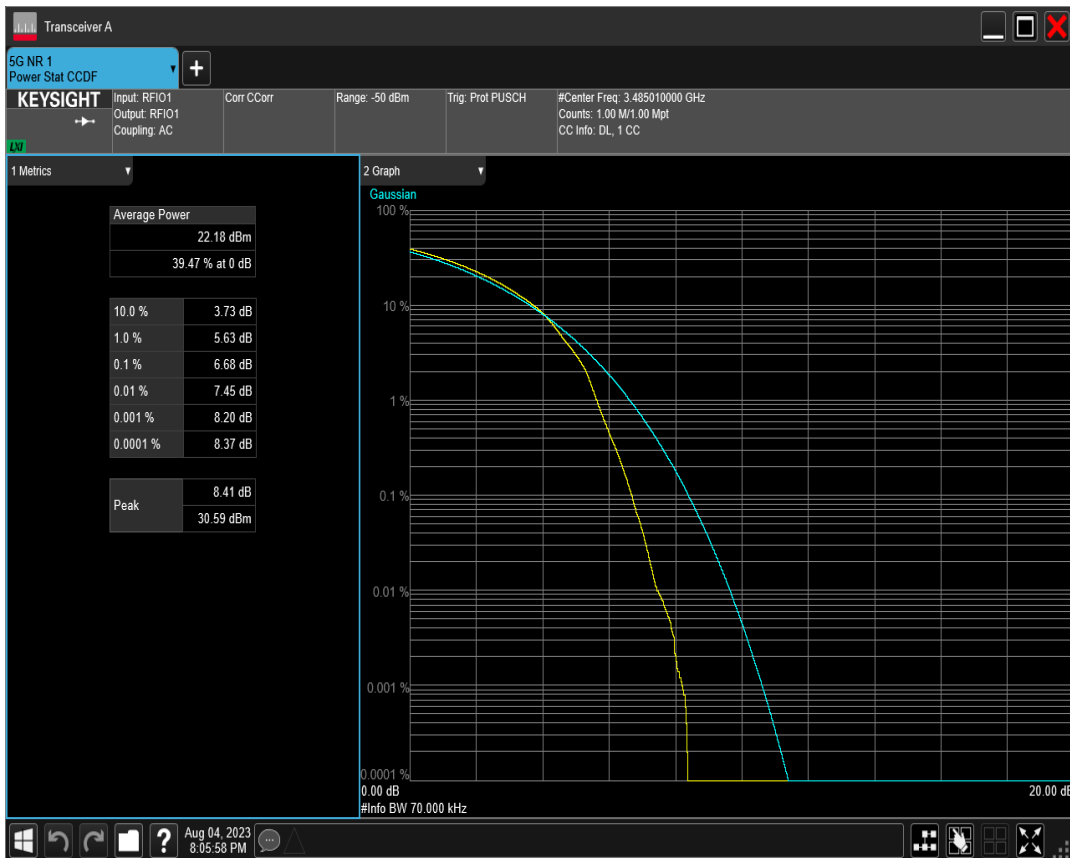 Transceiver A
5G NR 1
Power Stat CCDF
+
KEYSIGHT
LXI
Input: RFIO1
Output: RFIO1
Coupling: AC
Corr CCorr
Range: -50 dBm
Trig: Prot PUSCH
#Center Freq: 3.485010000 GHz
Counts: 1.00 M/1.00 Mpt
CC Info: DL, 1 CC
1 Metrics
Average Power
22.18 dBm
39.47 % at 0 dB
10.0 % 3.73 dB
1.0 % 5.63 dB
0.1 % 6.68 dB
0.01 % 7.45 dB
0.001 % 8.20 dB
0.0001 % 8.37 dB
Peak
8.41 dB
30.59 dBm
2 Graph
Gaussian
100 %
10 %
1 %
0.1 %
0.01 %
0.001 %
0.0001 %
0.00 dB 20.00 dB
#Info BW 70.000 kHz
?
Aug 04, 2023
8:05:58 PM